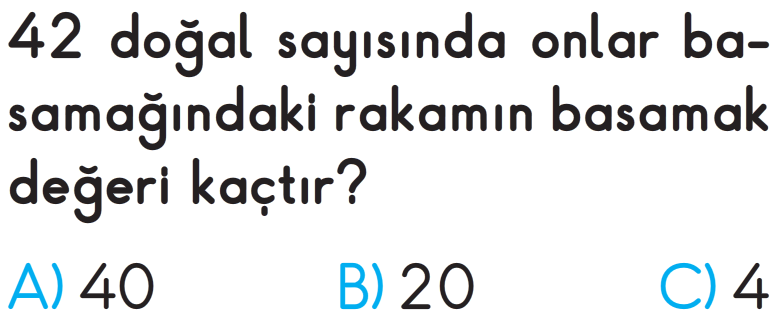 42 doğal sayısında onlar ba-
samağındaki rakamın basamak
değeri kaçtır?
A) 40 B) 20 C) 4